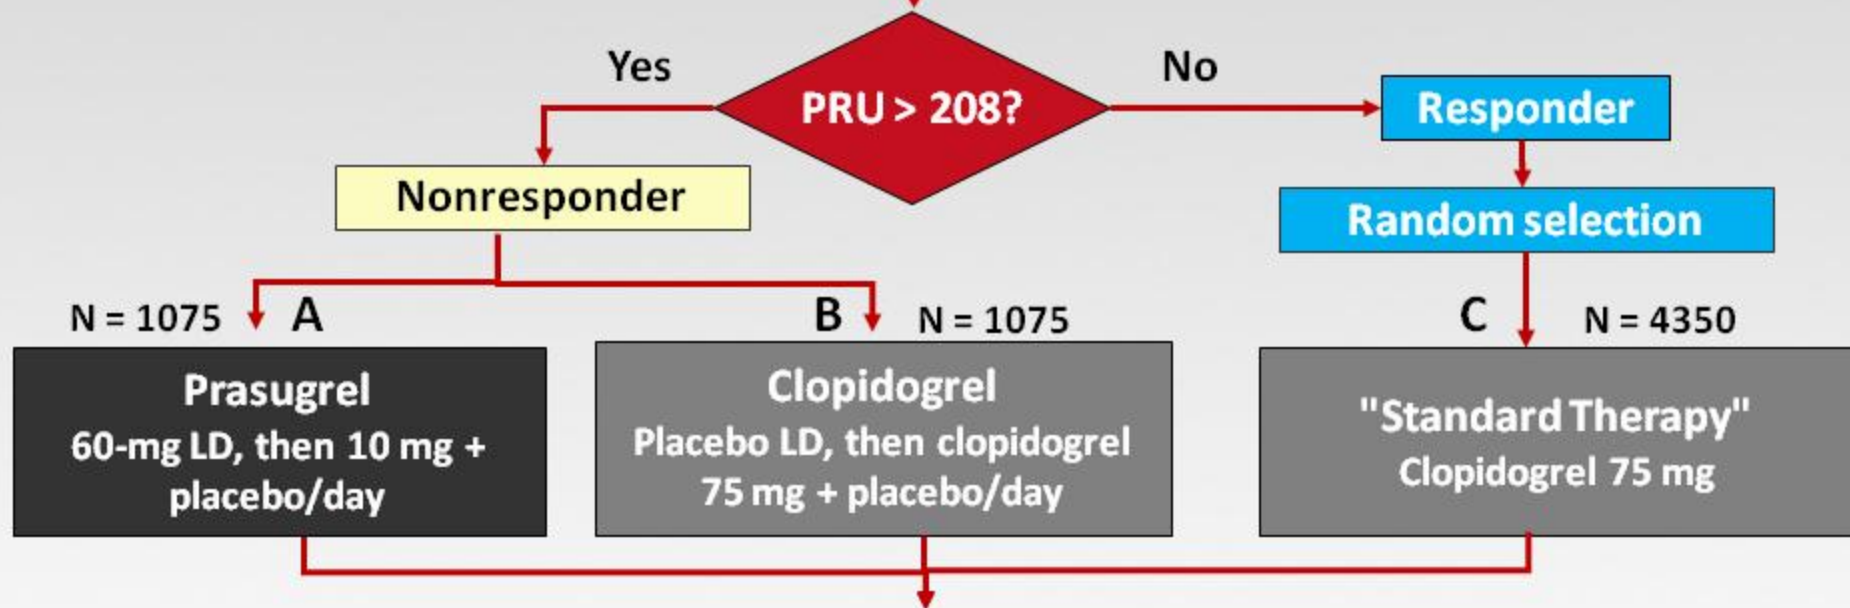 Yes
PRU > 208?
No
Responder
Nonresponder
Random selection
N = 1075
A
B
N = 1075
C
N = 4350
Prasugrel
60-mg LD, then 10 mg +
placebo/day
Clopidogrel
Placebo LD, then clopidogrel
75 mg + placebo/day
"Standard Therapy"
Clopidogrel 75 mg